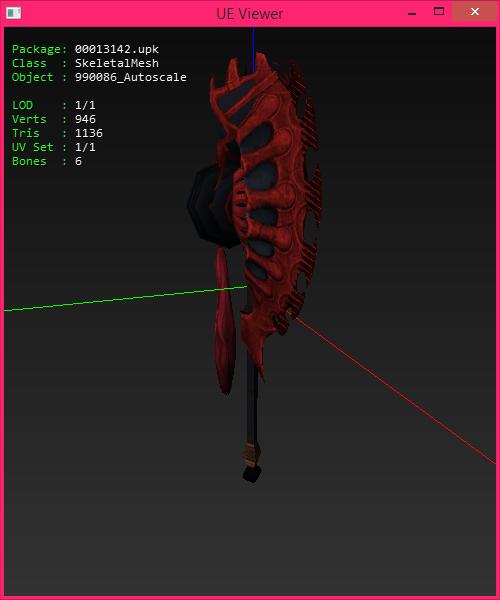 UE Viewer
Package: 00013142.upk
Class  : SkeletalMesh
Object : 990086_Autoscale
LOD    : 1/1
Verts  : 946
Tris   : 1136
UV Set : 1/1
Bones  : 6